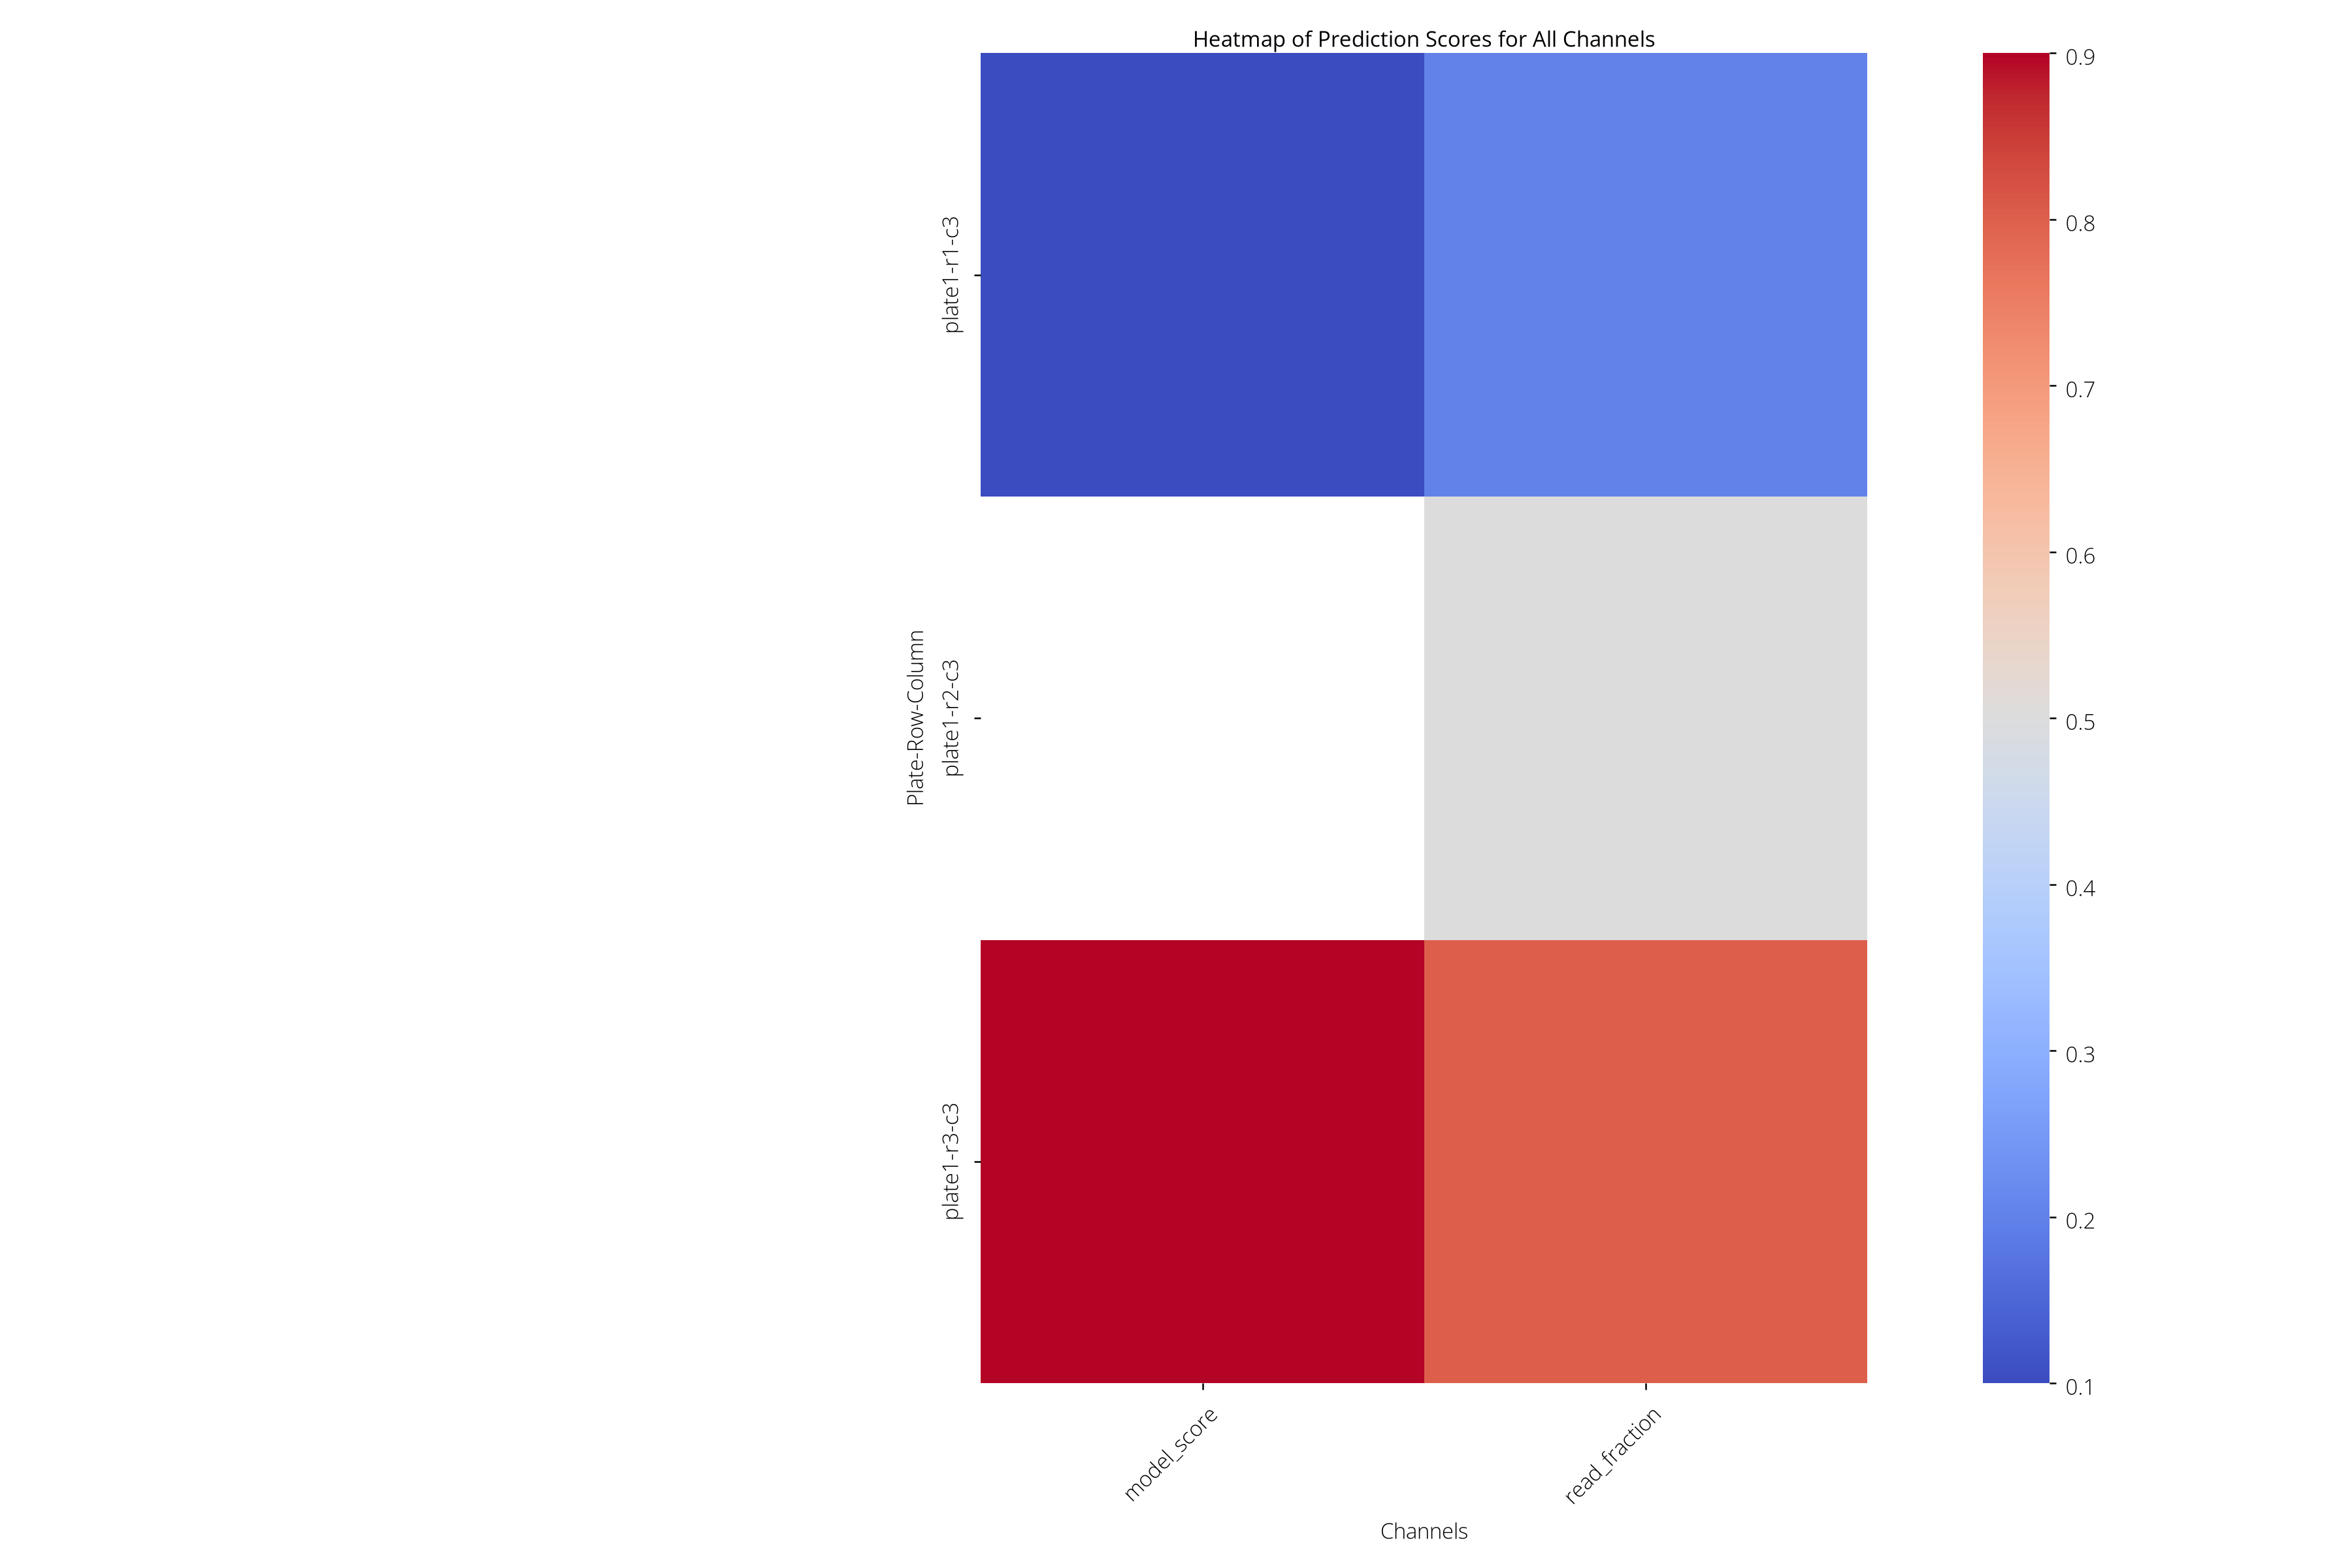 Heatmap of Prediction Scores for All Channels
Plate-Row-Column
plate1-r1-c3
plate1-r2-c3
plate1-r3-c3
model_score
read_fraction
Channels
0.9
0.8
0.7
0.6
0.5
0.4
0.3
0.2
0.1